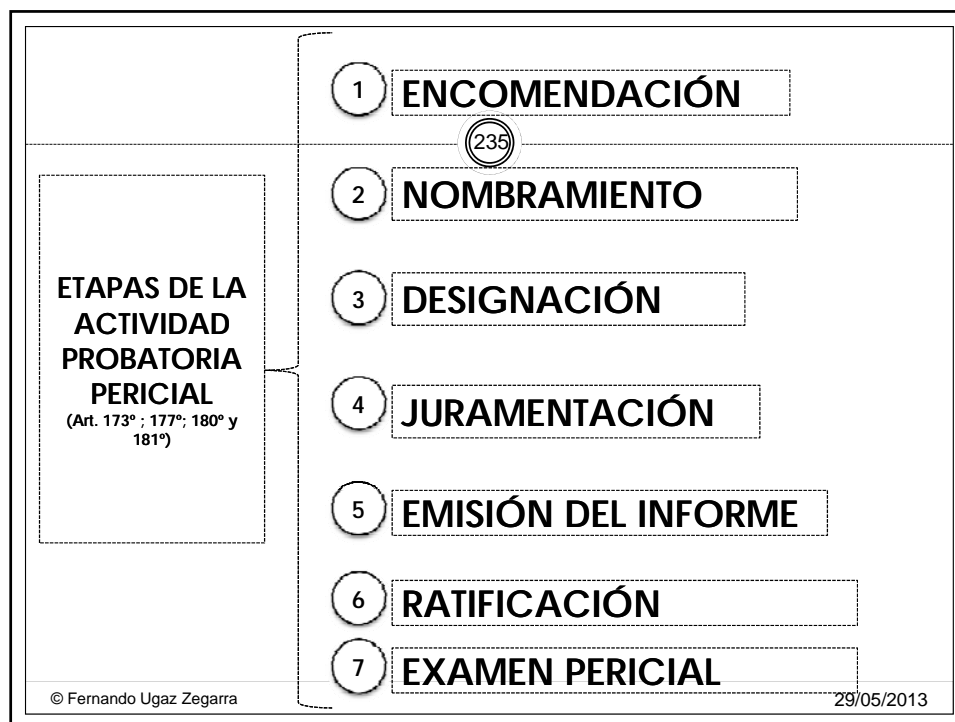 1 ENCOMENDACIÓN
235
2 NOMBRAMIENTO
3 DESIGNACIÓN
4 JURAMENTACIÓN
5 EMISIÓN DEL INFORME
6 RATIFICACIÓN
7 EXAMEN PERICIAL
ETAPAS DE LA
ACTIVIDAD
PROBATORIA
PERICIAL
(Art. 173º ; 177º; 180º y
181º)
© Fernando Ugaz Zegarra
29/05/2013